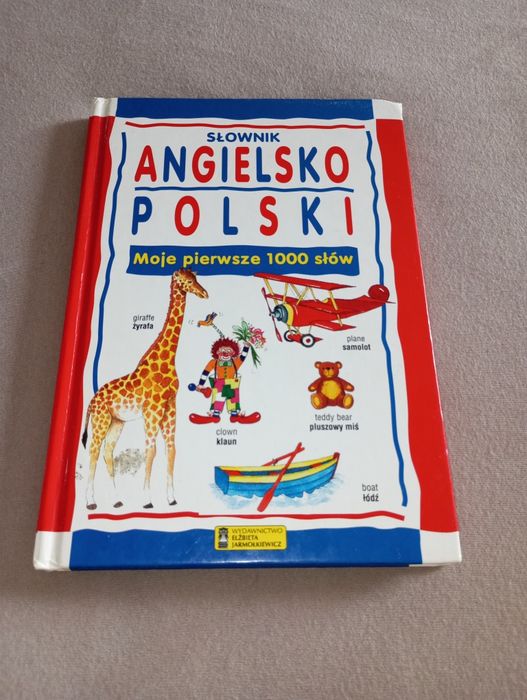 SŁOWNIK
ANGIELSKO
POLSKI
Moje pierwsze 1000 słów
giraffe
żyrafa
plane
samolot
clown
klaun
teddy bear
pluszowy miś
boat
łódź
WYDAWNICTWO
ELŻBIETA
JARMOŁKIEWICZ